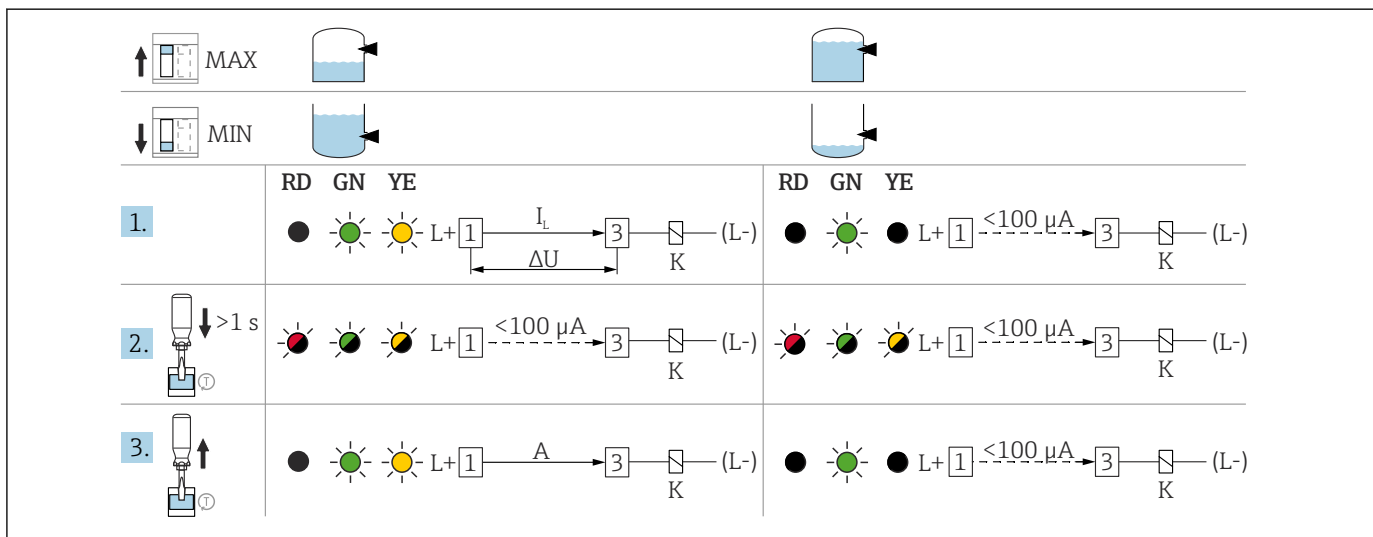 MAX
MIN
RD GN YE
RD GN YE
1.
L+ 1 I_L 3 (L-)
ΔU
K
L+ 1 <100 μA 3 (L-)
K
2.
>1 s
T
L+ 1 <100 μA 3 (L-)
K
L+ 1 <100 μA 3 (L-)
K
3.
T
L+ 1 A 3 (L-)
K
L+ 1 <100 μA 3 (L-)
K